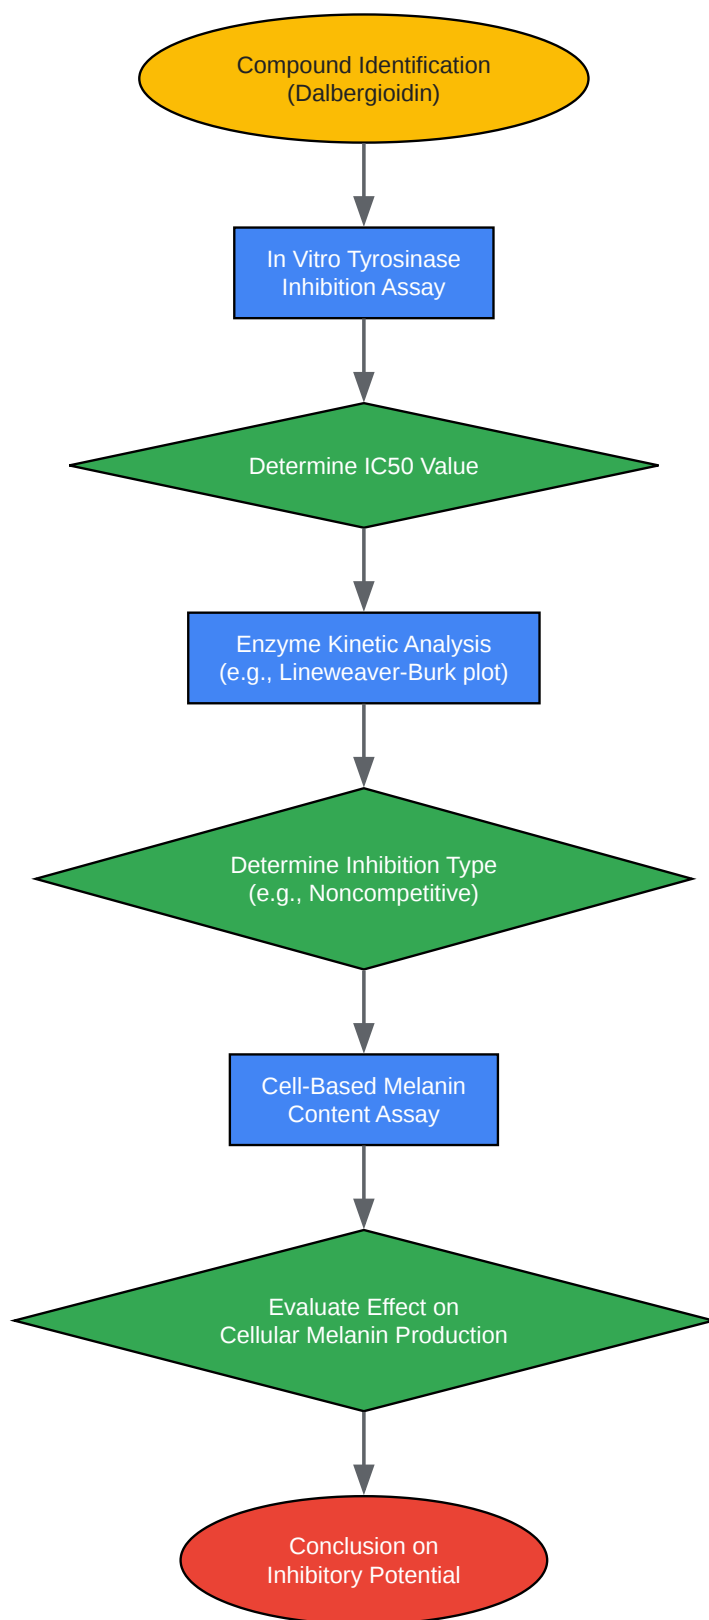 Compound Identification
(Dalbergioidin)
In Vitro Tyrosinase
Inhibition Assay
Determine IC50 Value
Enzyme Kinetic Analysis
(e.g., Lineweaver-Burk plot)
Determine Inhibition Type
(e.g., Noncompetitive)
Cell-Based Melanin
Content Assay
Evaluate Effect on
Cellular Melanin Production
Conclusion on
Inhibitory Potential